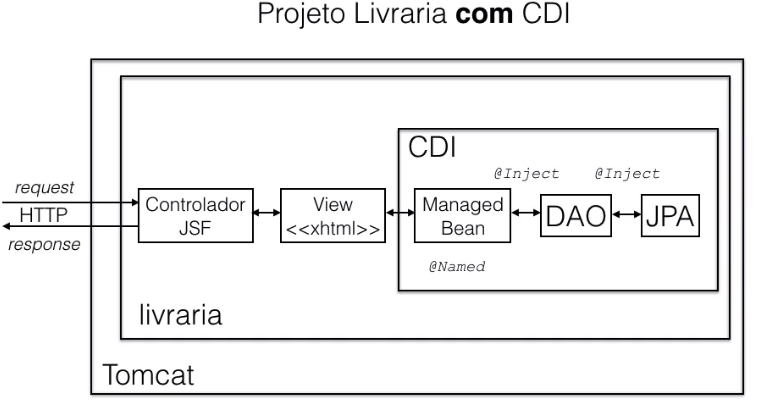 Projeto Livraria com CDI
CDI
@Inject
@Inject
request
HTTP
response
Controlador
JSF
View
<<xhtml>>
Managed
Bean
DAO
JPA
@Named
livraria
Tomcat